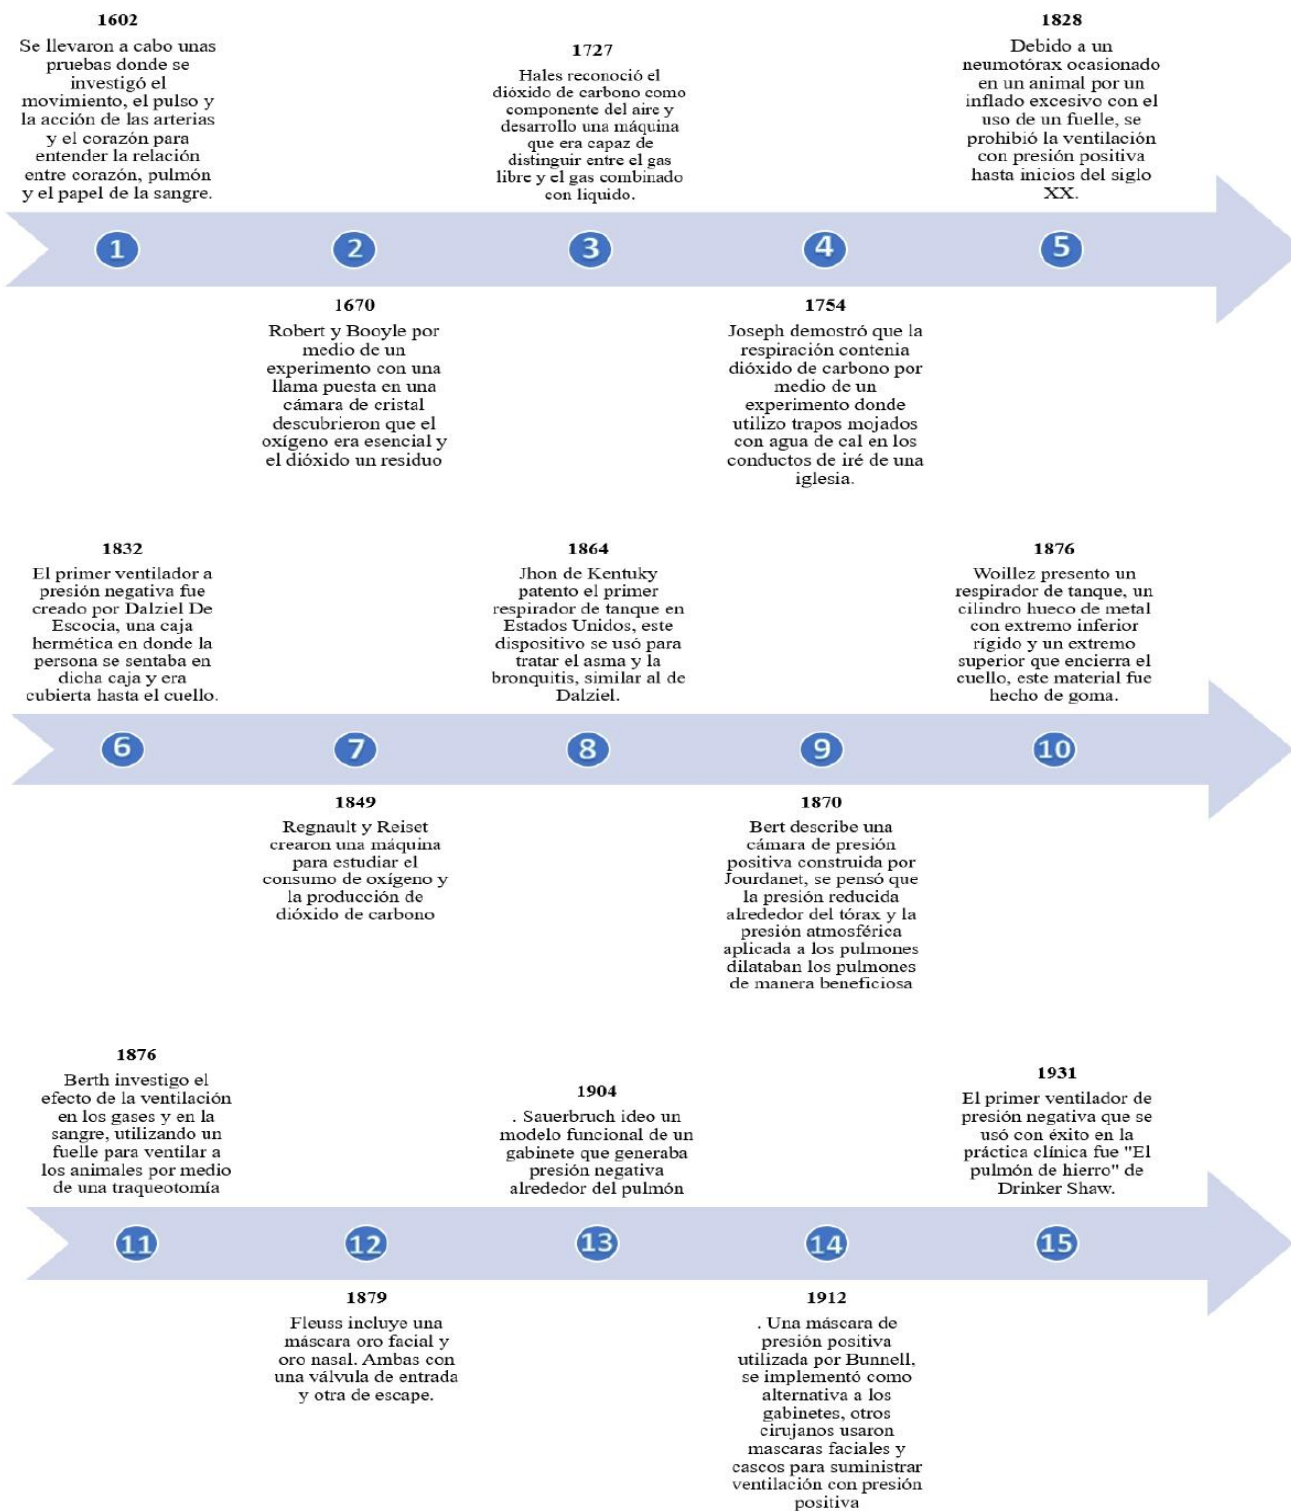 1602
Se llevaron a cabo unas
pruebas donde se
investigó el
movimiento, el pulso y
la acción de las arterias
y el corazón para
entender la relación
entre corazón, pulmón
y el papel de la sangre.
1727
Hales reconoció el
dióxido de carbono como
componente del aire y
desarrollo una máquina
que era capaz de
distinguir entre el gas
libre y el gas combinado
con liquido.
1828
Debido a un
neumotórax ocasionado
en un animal por un
inflado excesivo con el
uso de un fuelle, se
prohibió la ventilación
con presión positiva
hasta inicios del siglo
XX.
1
2
3
4
5
1670
Robert y Booyle por
medio de un
experimento con una
llama puesta en una
cámara de cristal
descubrieron que el
oxígeno era esencial y
el dióxido un residuo
1754
Joseph demostró que la
respiración contenia
dióxido de carbono por
medio de un
experimento donde
utilizo trapos mojados
con agua de cal en los
conductos de iré de una
iglesia.
1832
El primer ventilador a
presión negativa fue
creado por Dalziel De
Escocia, una caja
hermética en donde la
persona se sentaba en
dicha caja y era
cubierta hasta el cuello.
1864
Jhon de Kentuky
patento el primer
respirador de tanque en
Estados Unidos, este
dispositivo se usó para
tratar el asma y la
bronquitis, similar al de
Dalziel.
1876
Woillez presento un
respirador de tanque, un
cilindro hueco de metal
con extremo inferior
rígido y un extremo
superior que encierra el
cuello, este material fue
hecho de goma.
6
7
8
9
10
1849
Regnault y Reiset
crearon una máquina
para estudiar el
consumo de oxígeno y
la producción de
dióxido de carbono
1870
Bert describe una
cámara de presión
positiva construida por
Jourdanet, se pensó que
la presión reducida
alrededor del tórax y la
presión atmosférica
aplicada a los pulmones
dilataban los pulmones
de manera beneficiosa
1876
Berth investigo el
efecto de la ventilación
en los gases y en la
sangre, utilizando un
fuelle para ventilar a
los animales por medio
de una traqueotomía
1904
. Sauerbruch ideo un
modelo funcional de un
gabinete que generaba
presión negativa
alrededor del pulmón
1931
El primer ventilador de
presión negativa que se
usó con éxito en la
práctica clínica fue "El
pulmón de hierro" de
Drinker Shaw.
11
12
13
14
15
1879
Fleuss incluye una
máscara oro facial y
oro nasal. Ambas con
una válvula de entrada
y otra de escape.
1912
. Una máscara de
presión positiva
utilizada por Bunnell,
se implementó como
alternativa a los
gabinetes, otros
cirujanos usaron
mascaras faciales y
cascos para suministrar
ventilación con presión
positiva